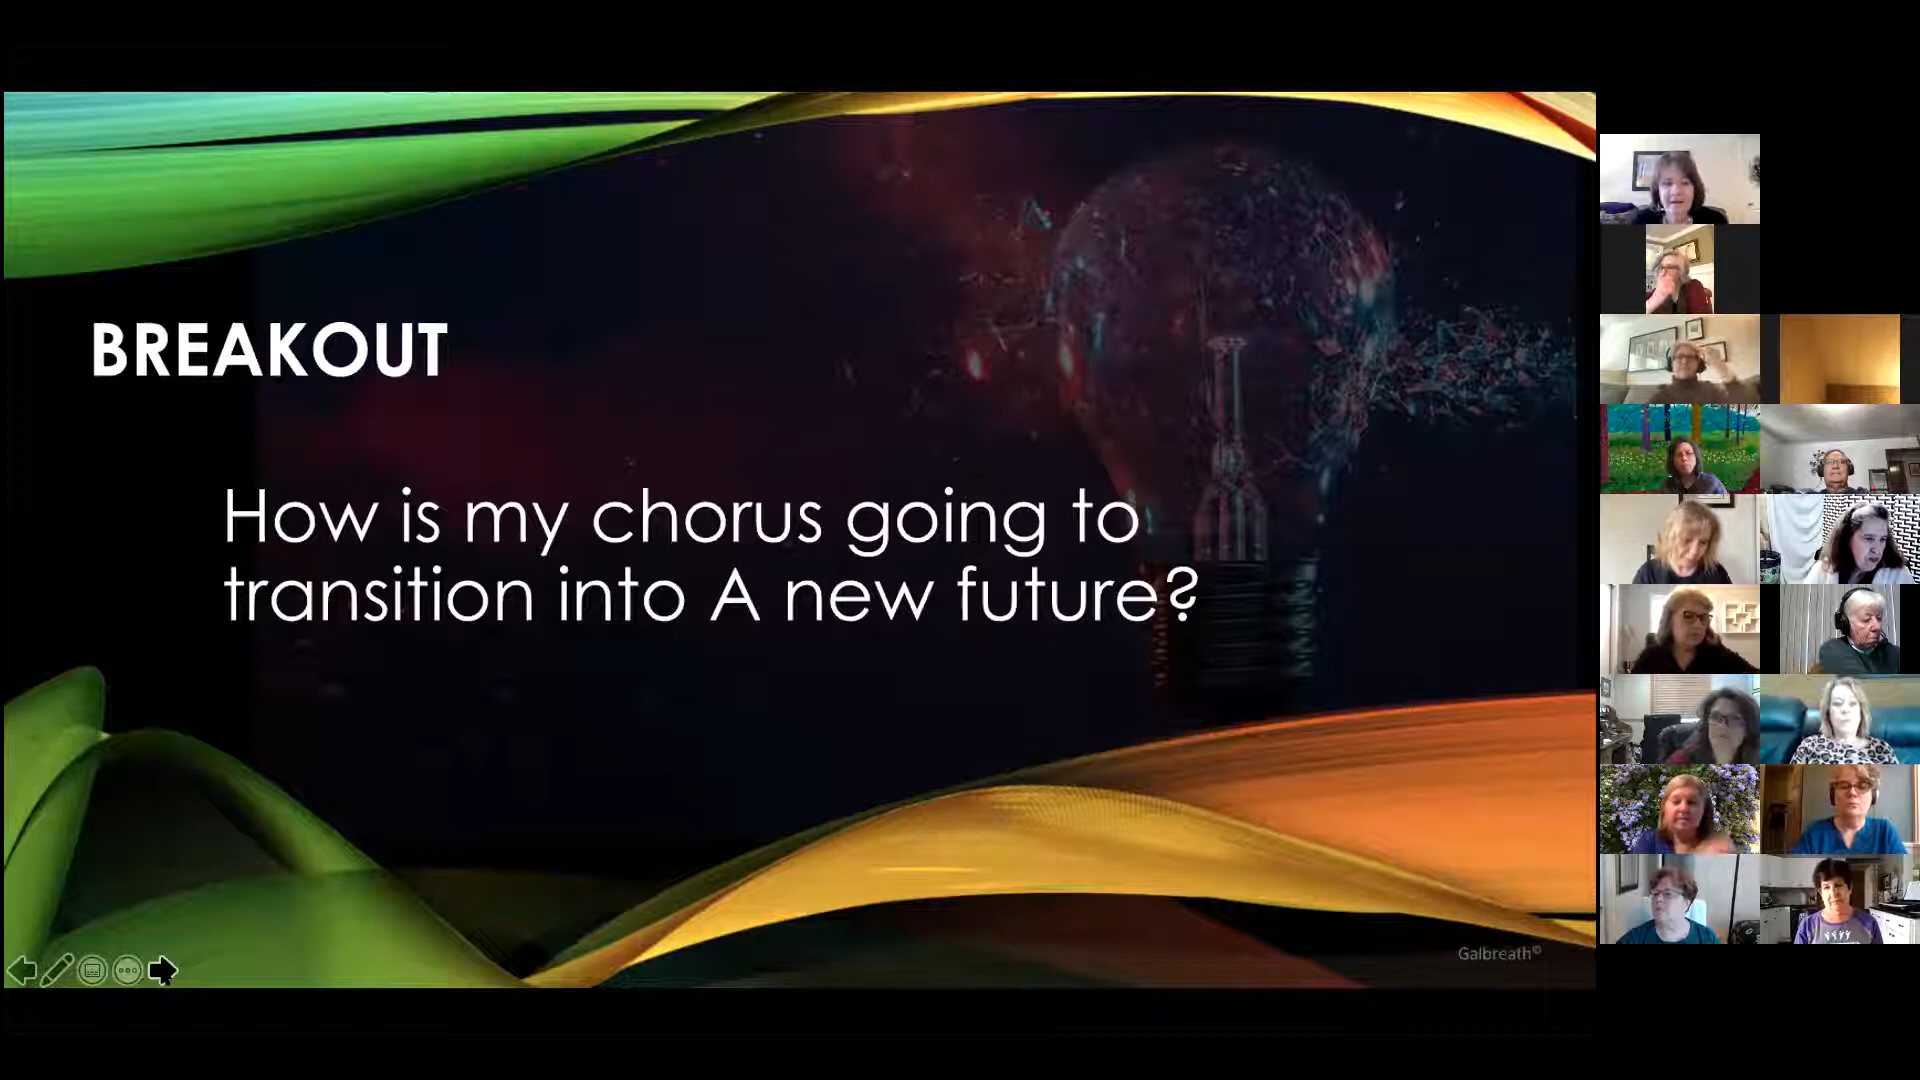 BREAKOUT
How is my chorus going to
transition into A new future?
Galbreath©